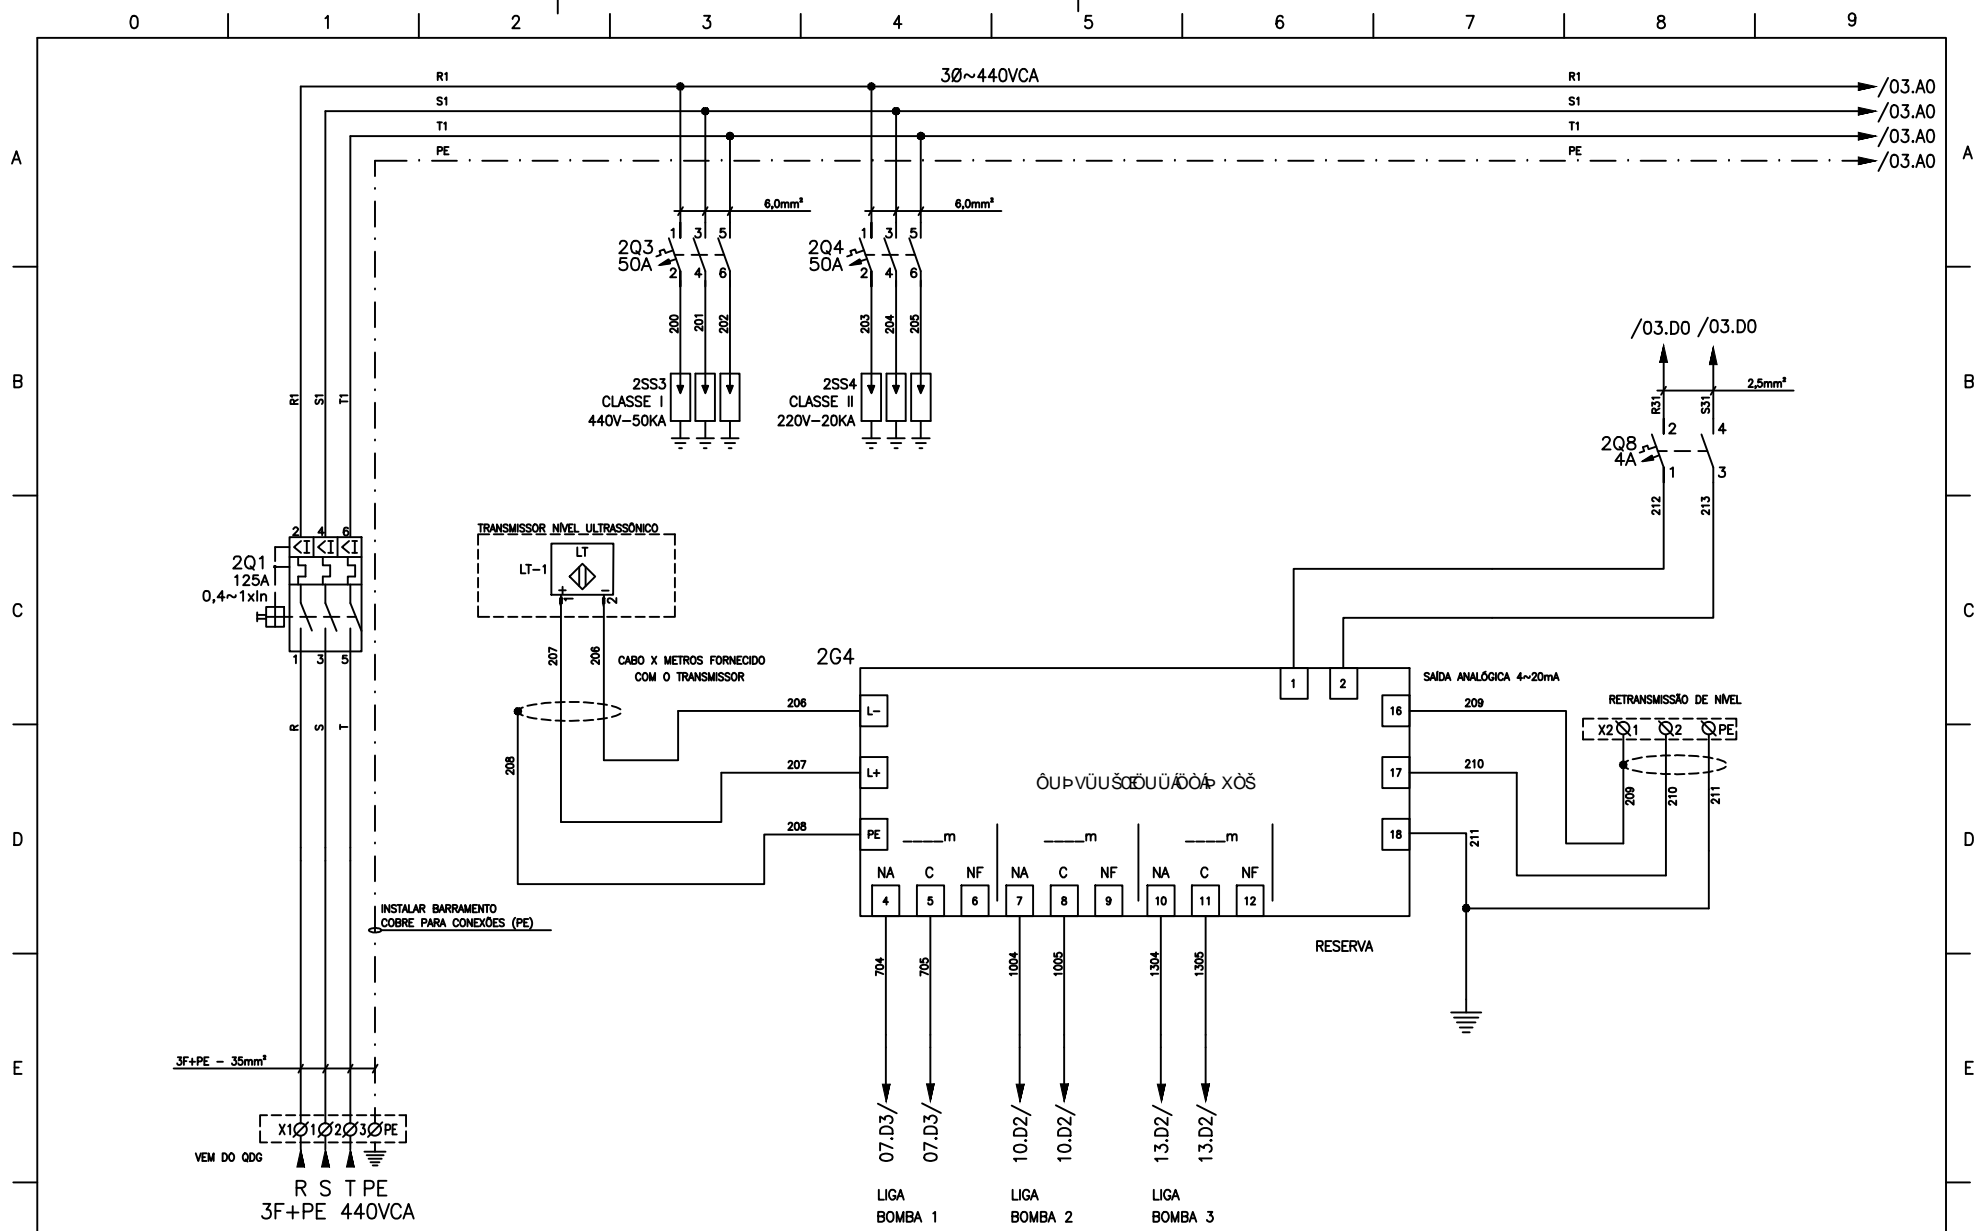 0 1 2 3 4 5 6 7 8 9
R1 3Ø~440VCA R1 /03.A0
S1 S1 /03.A0
T1 T1 /03.A0
PE PE /03.A0
A A
6,0mm² 6,0mm²
1 3 5 1 3 5
2Q3 2Q4
50A 50A
2 4 6 2 4 6
200 201 202 203 204 205
/03.D0 /03.D0
B B
2SS3 2SS4
CLASSE I CLASSE II
440V-50KA 220V-20KA
2,5mm²
R1 S1 T1
R31 S31
2 4
2Q8
4A
1 3
212 213
TRANSMISSOR NÍVEL ULTRASSÔNICO
LT
LT-1
+ -
1 2
2 4 6
<I <I <I
2Q1
125A
0,4~1xIn
1 3 5
C C
207 206
CABO X METROS FORNECIDO
COM O TRANSMISSOR
2G4
1 2
SAÍDA ANALÓGICA 4~20mA
RETRANSMISSÃO DE NÍVEL
206 L- 16 209
X2 1 2 PE
R S T
208
207 L+ 17 210
209 210 211
208 PE 18 211
____m ____m ____m
D D
NA C NF NA C NF NA C NF
4 5 6 7 8 9 10 11 12
INSTALAR BARRAMENTO
COBRE PARA CONEXÕES (PE)
RESERVA
704 705 1004 1005 1304 1305
3F+PE - 35mm²
E E
07.D3/ 07.D3/ 10.D2/ 10.D2/ 13.D2/ 13.D2/
X1 1 2 3 PE
VEM DO QDG
R S T PE
3F+PE 440VCA
LIGA LIGA LIGA
BOMBA 1 BOMBA 2 BOMBA 3